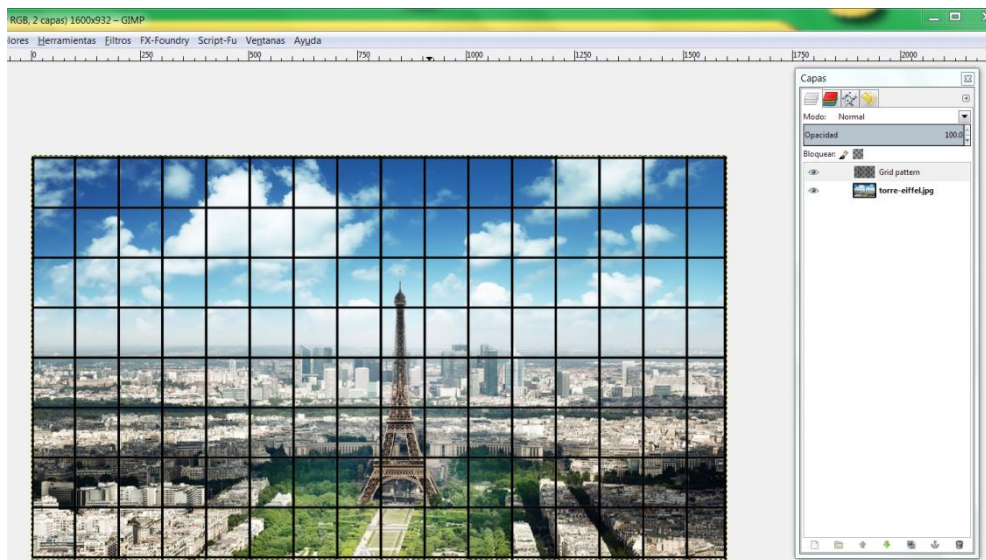 RGB, 2 capas) 1600x932 – GIMP
lores Herramientas Filtros FX-Foundry Script-Fu Ventanas Ayuda
0 250 500 750 1000 1250 1500 1750 2000
Capas
Modo: Normal
Opacidad 100.0
Bloquear:
Grid pattern
torre-eiffel.jpg